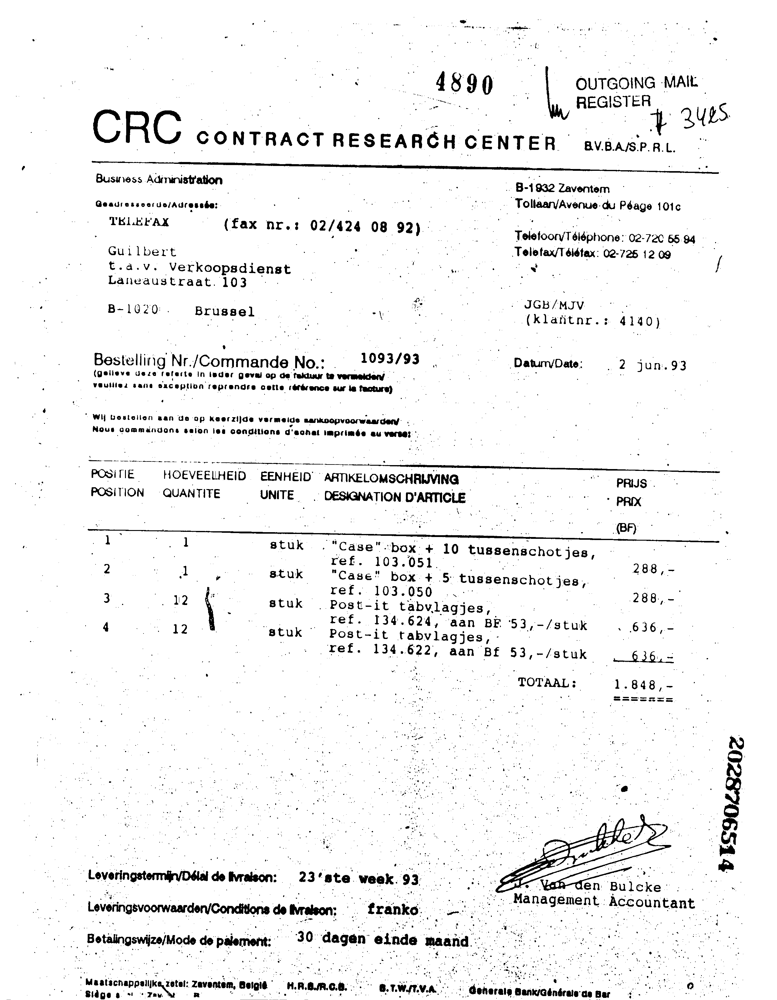 4890
OUTGOING MAIL
REGISTER
# 3425
CRC CONTRACT RESEARCH CENTER B.V.B.A./S.P.R.L.
Business Administration
Geadresseerde/Adressée:
B-1932 Zaventem
Tollaan/Avenue du Péage 101c
TELEFAX (fax nr.: 02/424 08 92)
Telefoon/Téléphone: 02-720 55 94
Telefax/Téléfax: 02-725 12 09
Guilbert
t.a.v. Verkoopsdienst
Laneaustraat 103
B-1020 Brussel
JGB/MJV
(klantnr.: 4140)
Bestelling Nr./Commande No.: 1093/93
Datum/Date: 2 jun.93
(gelieve deze referte in ieder geval op de faktuur te vermelden/
veuillez sans exception reprendre cette référence sur la facture)
Wij bestellen aan de op keerzijde vermelde aankoopvoorwaarden/
Nous commandons selon les conditions d'achat imprimés au verso:
POSITIE HOEVEELHEID EENHEID ARTIKELOMSCHRIJVING PRIJS
POSITION QUANTITE UNITE DESIGNATION D'ARTICLE PRIX
(BF)
1 1 stuk "Case" box + 10 tussenschotjes,
ref. 103.051 288,-
2 1 stuk "Case" box + 5 tussenschotjes,
ref. 103.050 288,-
3 12 stuk Post-it tabvlagjes,
ref. 134.624, aan BF 53,-/stuk 636,-
4 12 stuk Post-it tabvlagjes,
ref. 134.622, aan Bf 53,-/stuk 636,-
TOTAAL: 1.848,-
=======
2028706514
Leveringstermijn/Délai de livraison: 23'ste week 93
J. Van den Bulcke
Management Accountant
Leveringsvoorwaarden/Conditions de livraison: franko
Betalingswijze/Mode de paiement: 30 dagen einde maand
Maatschappelijke zetel: Zaventem, België H.R.B./R.C.B. B.T.W./T.V.A. Generale Bank/Générale de Ban
Siège